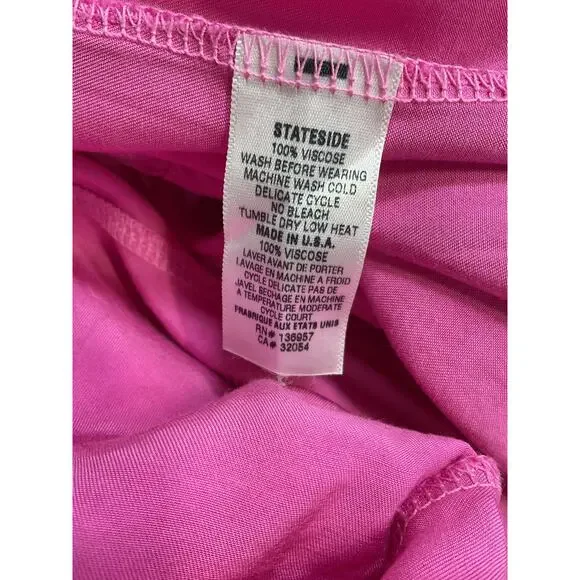 STATESIDE
100% VISCOSE
WASH BEFORE WEARING
MACHINE WASH COLD
DELICATE CYCLE
NO BLEACH
TUMBLE DRY LOW HEAT
MADE IN U.S.A.
100% VISCOSE
LAVER AVANT DE PORTER
LAVAGE EN MACHINE A FROID
CYCLE DELICATE PAS DE
JAVEL SECHAGE EN MACHINE
A TEMPERATURE MODERATE
CYCLE COURT
FRABRIQUE AUX ETATS UNIS
RN# 136957
CA# 32054